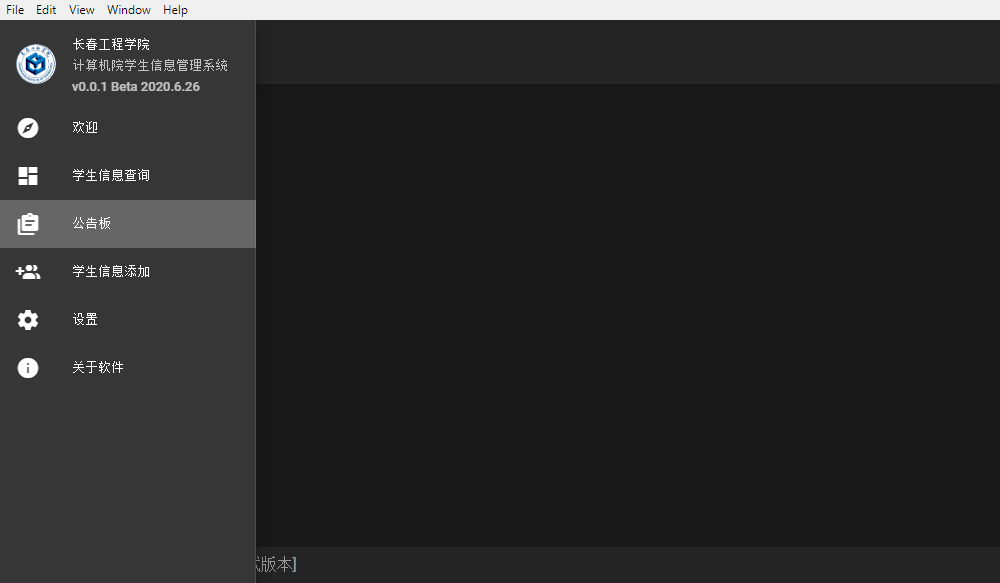 File Edit View Window Help
长春工程学院
计算机院学生信息管理系统
v0.0.1 Beta 2020.6.26
欢迎
学生信息查询
公告板
学生信息添加
设置
关于软件
版本]